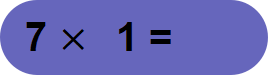 7 × 1 =